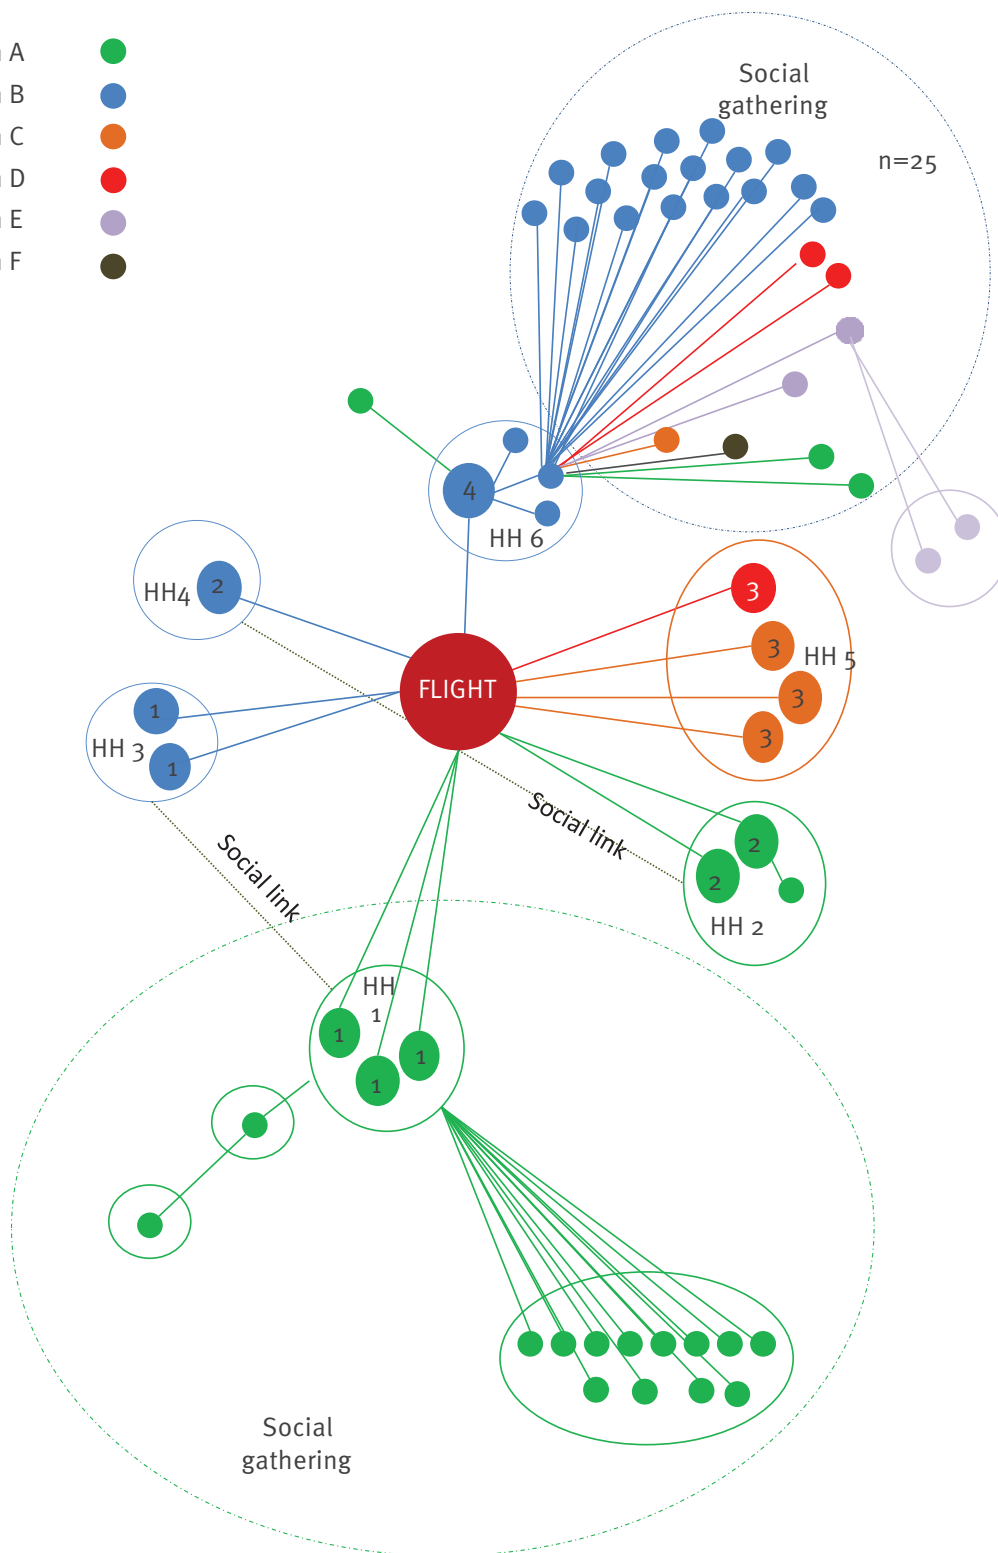 A
B
C
D
E
F
Social
gathering
n=25
4
HH 6
HH4
2
3
3
HH 5
3
3
FLIGHT
1
HH 3
1
Social link
2
2
HH 2
Social link
HH
1
1
1
1
Social
gathering